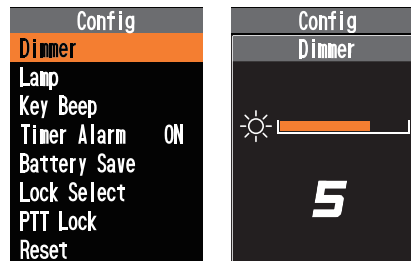 Config
Dimmer
Lamp
Key Beep
Timer Alarm ON
Battery Save
Lock Select
PTT Lock
Reset
Config
Dimmer
5